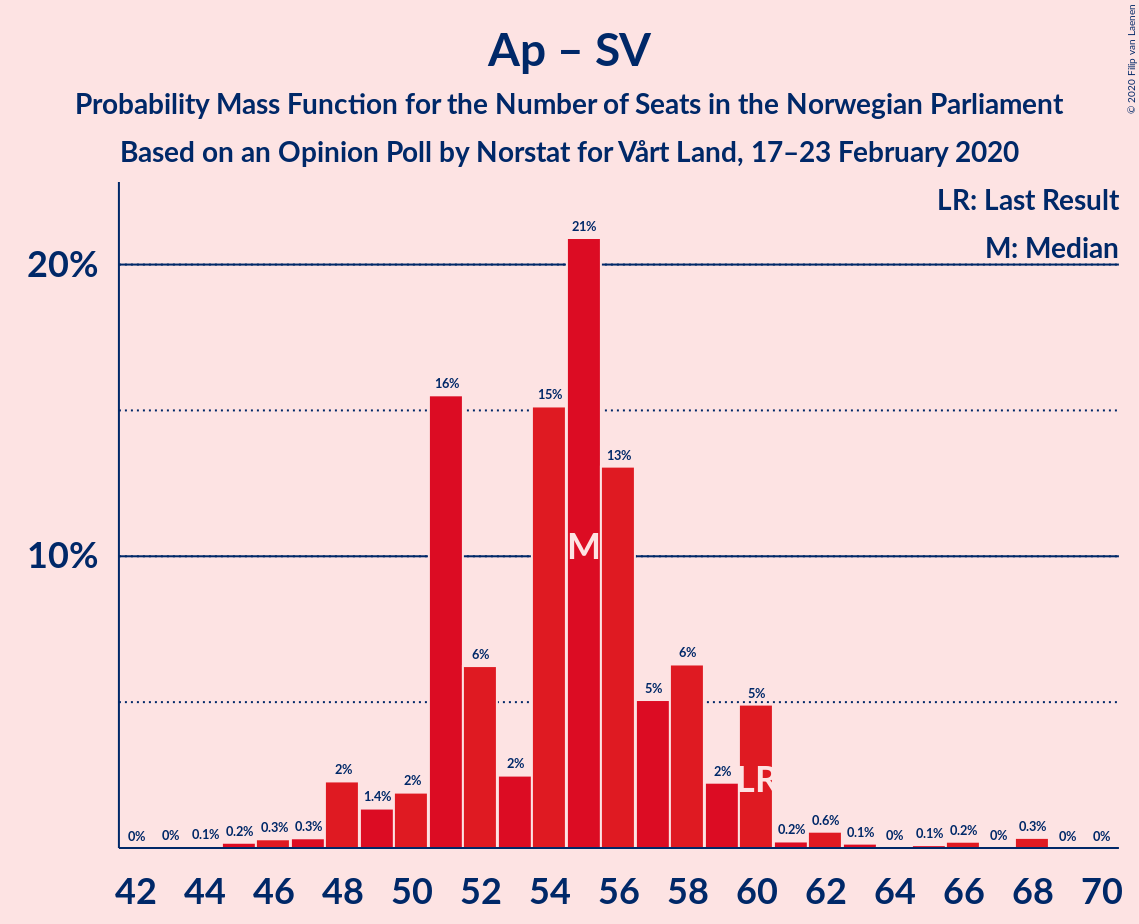 Ap – SV
Probability Mass Function for the Number of Seats in the Norwegian Parliament
Based on an Opinion Poll by Norstat for Vårt Land, 17–23 February 2020
© 2020 Filip van Laenen
LR: Last Result
M: Median
20%
10%
0% 0% 0.1% 0.2% 0.3% 0.3% 2% 1.4% 2% 16% 6% 2% 15% 21% 13% 5% 6% 2% 5% 0.2% 0.6% 0.1% 0% 0.1% 0.2% 0% 0.3% 0% 0%
M
LR
42 44 46 48 50 52 54 56 58 60 62 64 66 68 70